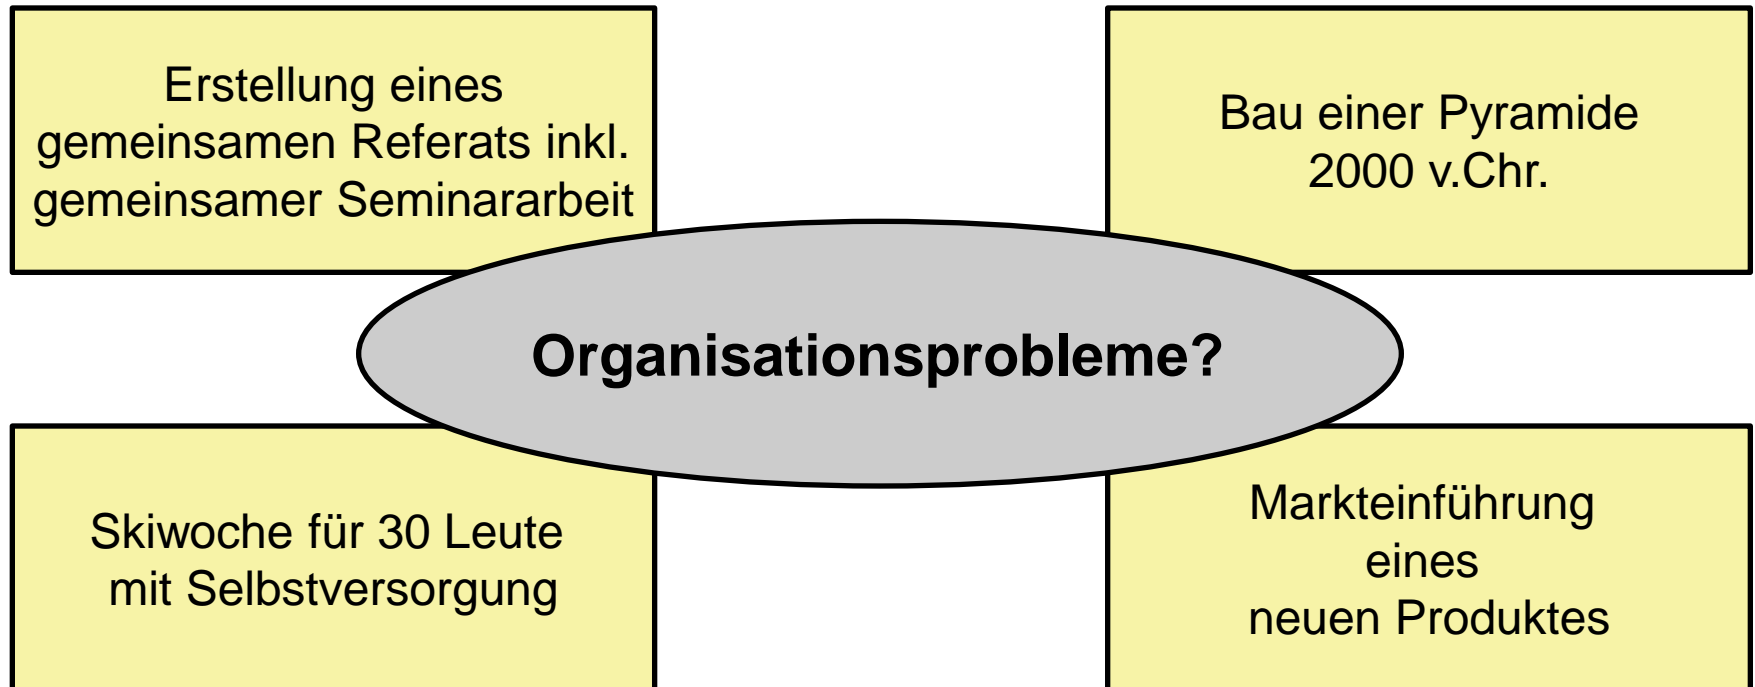 Erstellung eines
gemeinsamen Referats inkl.
gemeinsamer Seminararbeit
Bau einer Pyramide
2000 v.Chr.
Organisationsprobleme?
Skiwoche für 30 Leute
mit Selbstversorgung
Markteinführung
eines
neuen Produktes